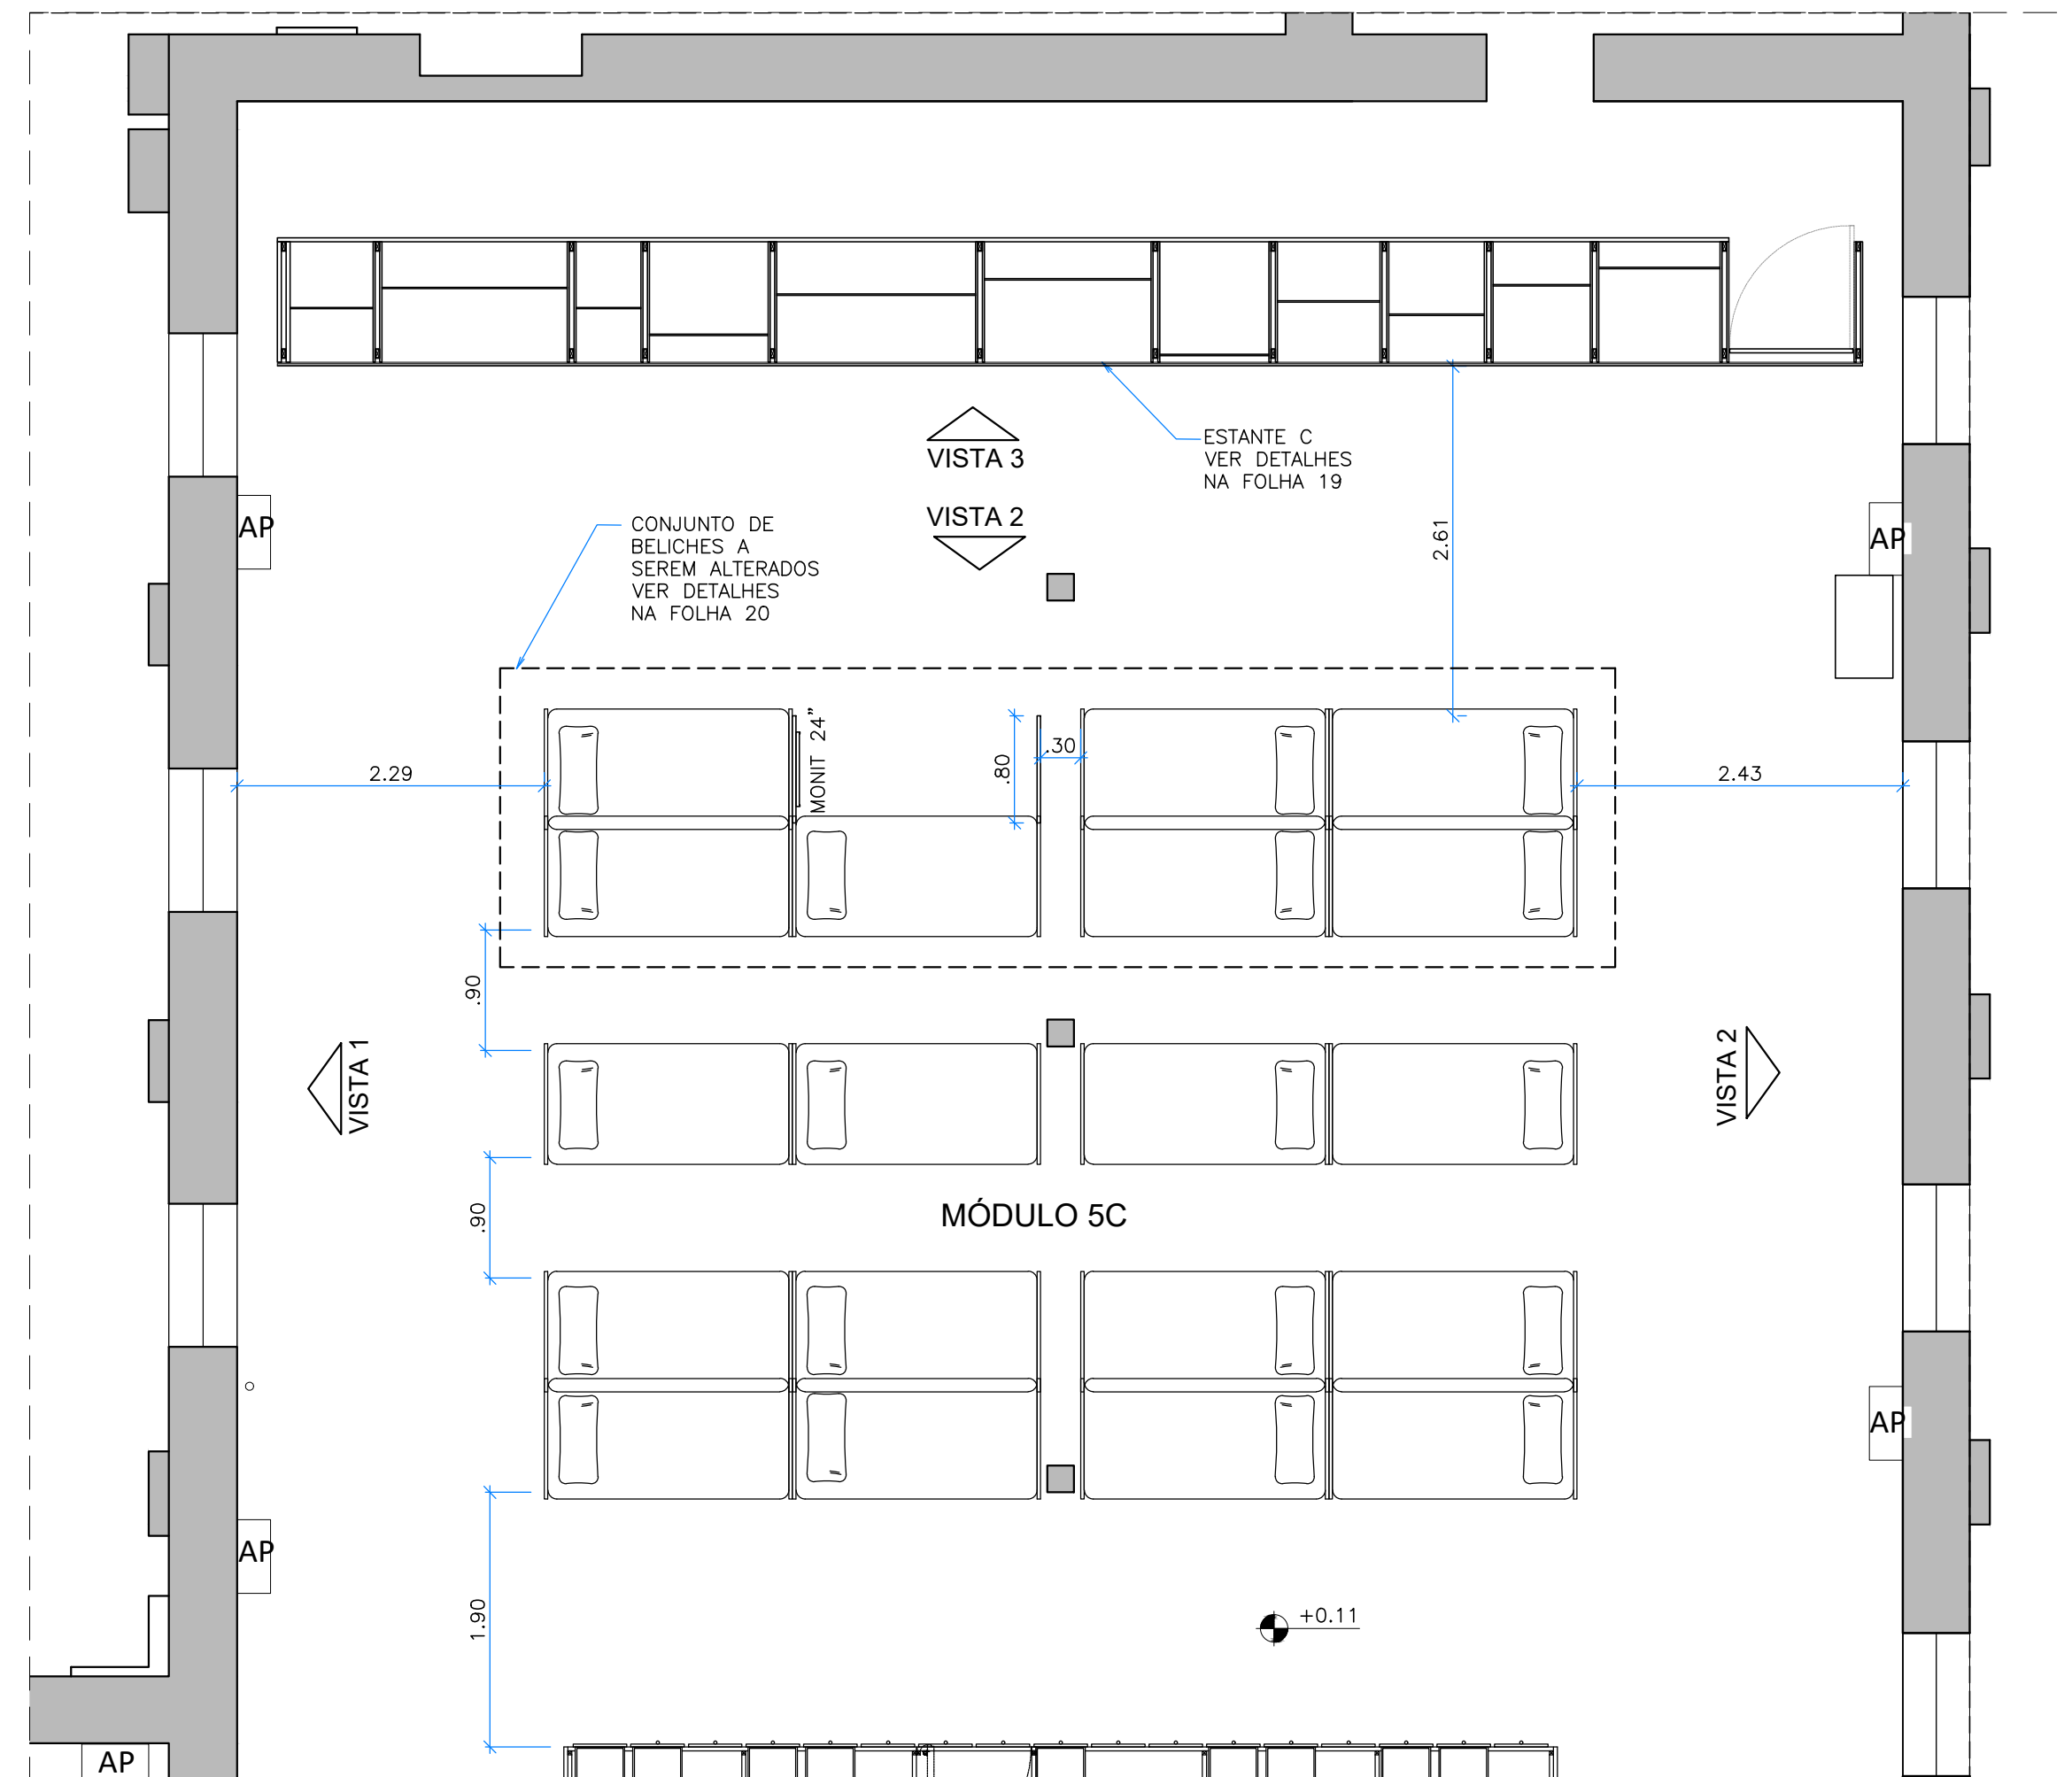 VISTA 3
ESTANTE C
VER DETALHES
NA FOLHA 19
VISTA 2
AP
CONJUNTO DE
BELICHES A
SEREM ALTERADOS
VER DETALHES
NA FOLHA 20
2.61
AP
2.29
MONIT 24"
.80
.30
2.43
.90
VISTA 1
VISTA 2
.90
MÓDULO 5C
AP
AP
1.90
+0.11
AP